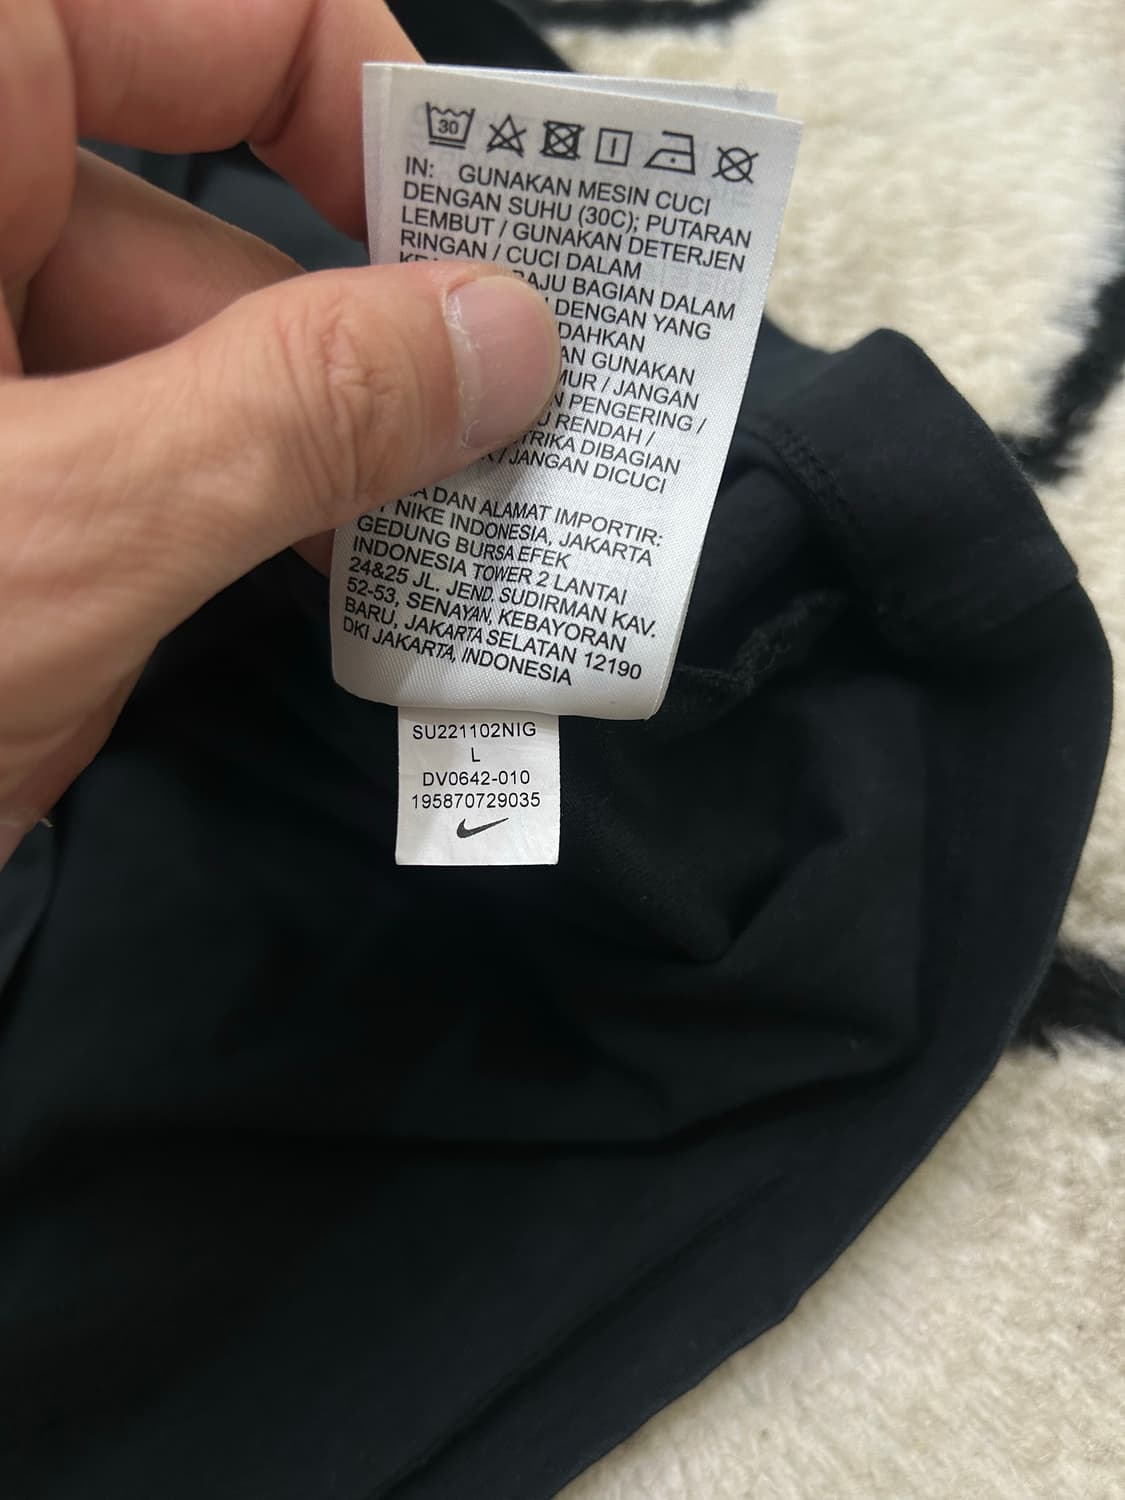 30
IN: GUNAKAN MESIN CUCI
DENGAN SUHU (30C); PUTARAN
LEMBUT / GUNAKAN DETERJEN
RINGAN / CUCI DALAM
BAJU BAGIAN DALAM
DENGAN YANG
GUNAKAN
/ JANGAN
PENGERING /
RENDAH /
DIBAGIAN
/ JANGAN DICUCI
DAN ALAMAT IMPORTIR:
NIKE INDONESIA, JAKARTA
GEDUNG BURSA EFEK
INDONESIA TOWER 2 LANTAI
24&25 JL. JEND. SUDIRMAN KAV.
52-53, SENAYAN, KEBAYORAN
BARU, JAKARTA SELATAN 12190
DKI JAKARTA, INDONESIA
SU221102NIG
L
DV0642-010
195870729035